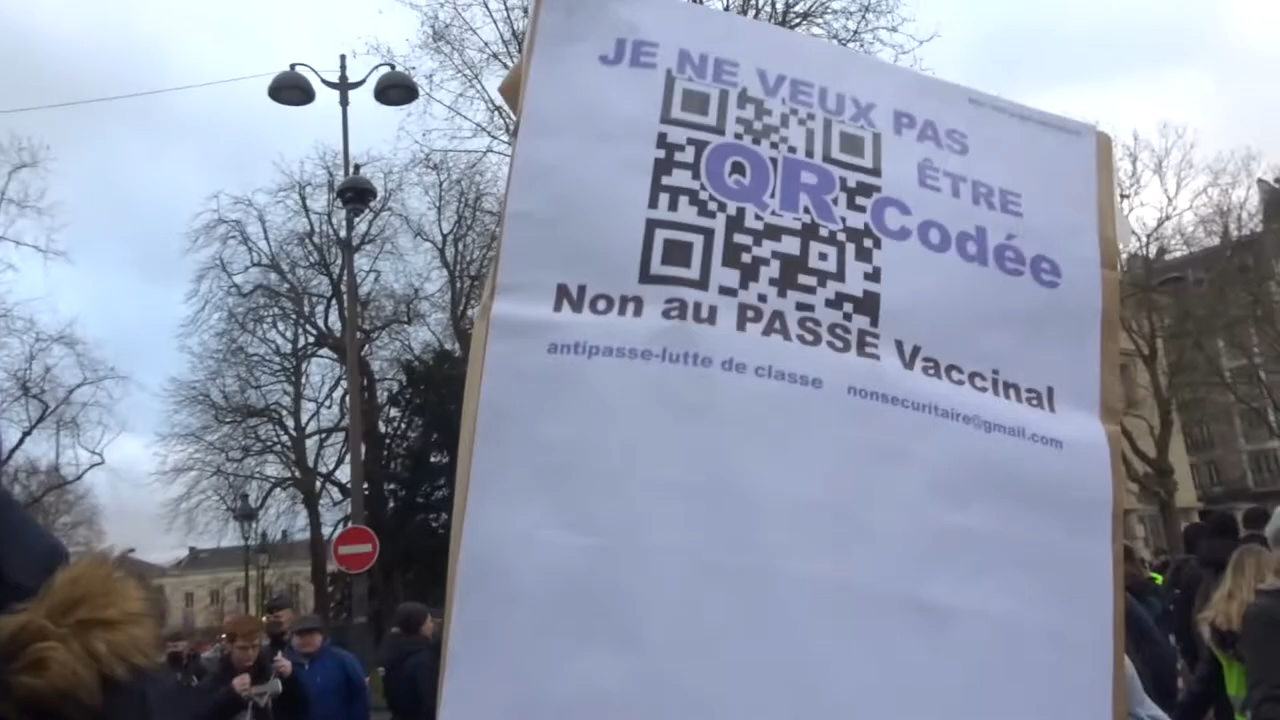 JE NE VEUX PAS
ÊTRE
QR Codée
Non au PASSE Vaccinal
antipasse-lutte de classe nonsecuritaire@gmail.com